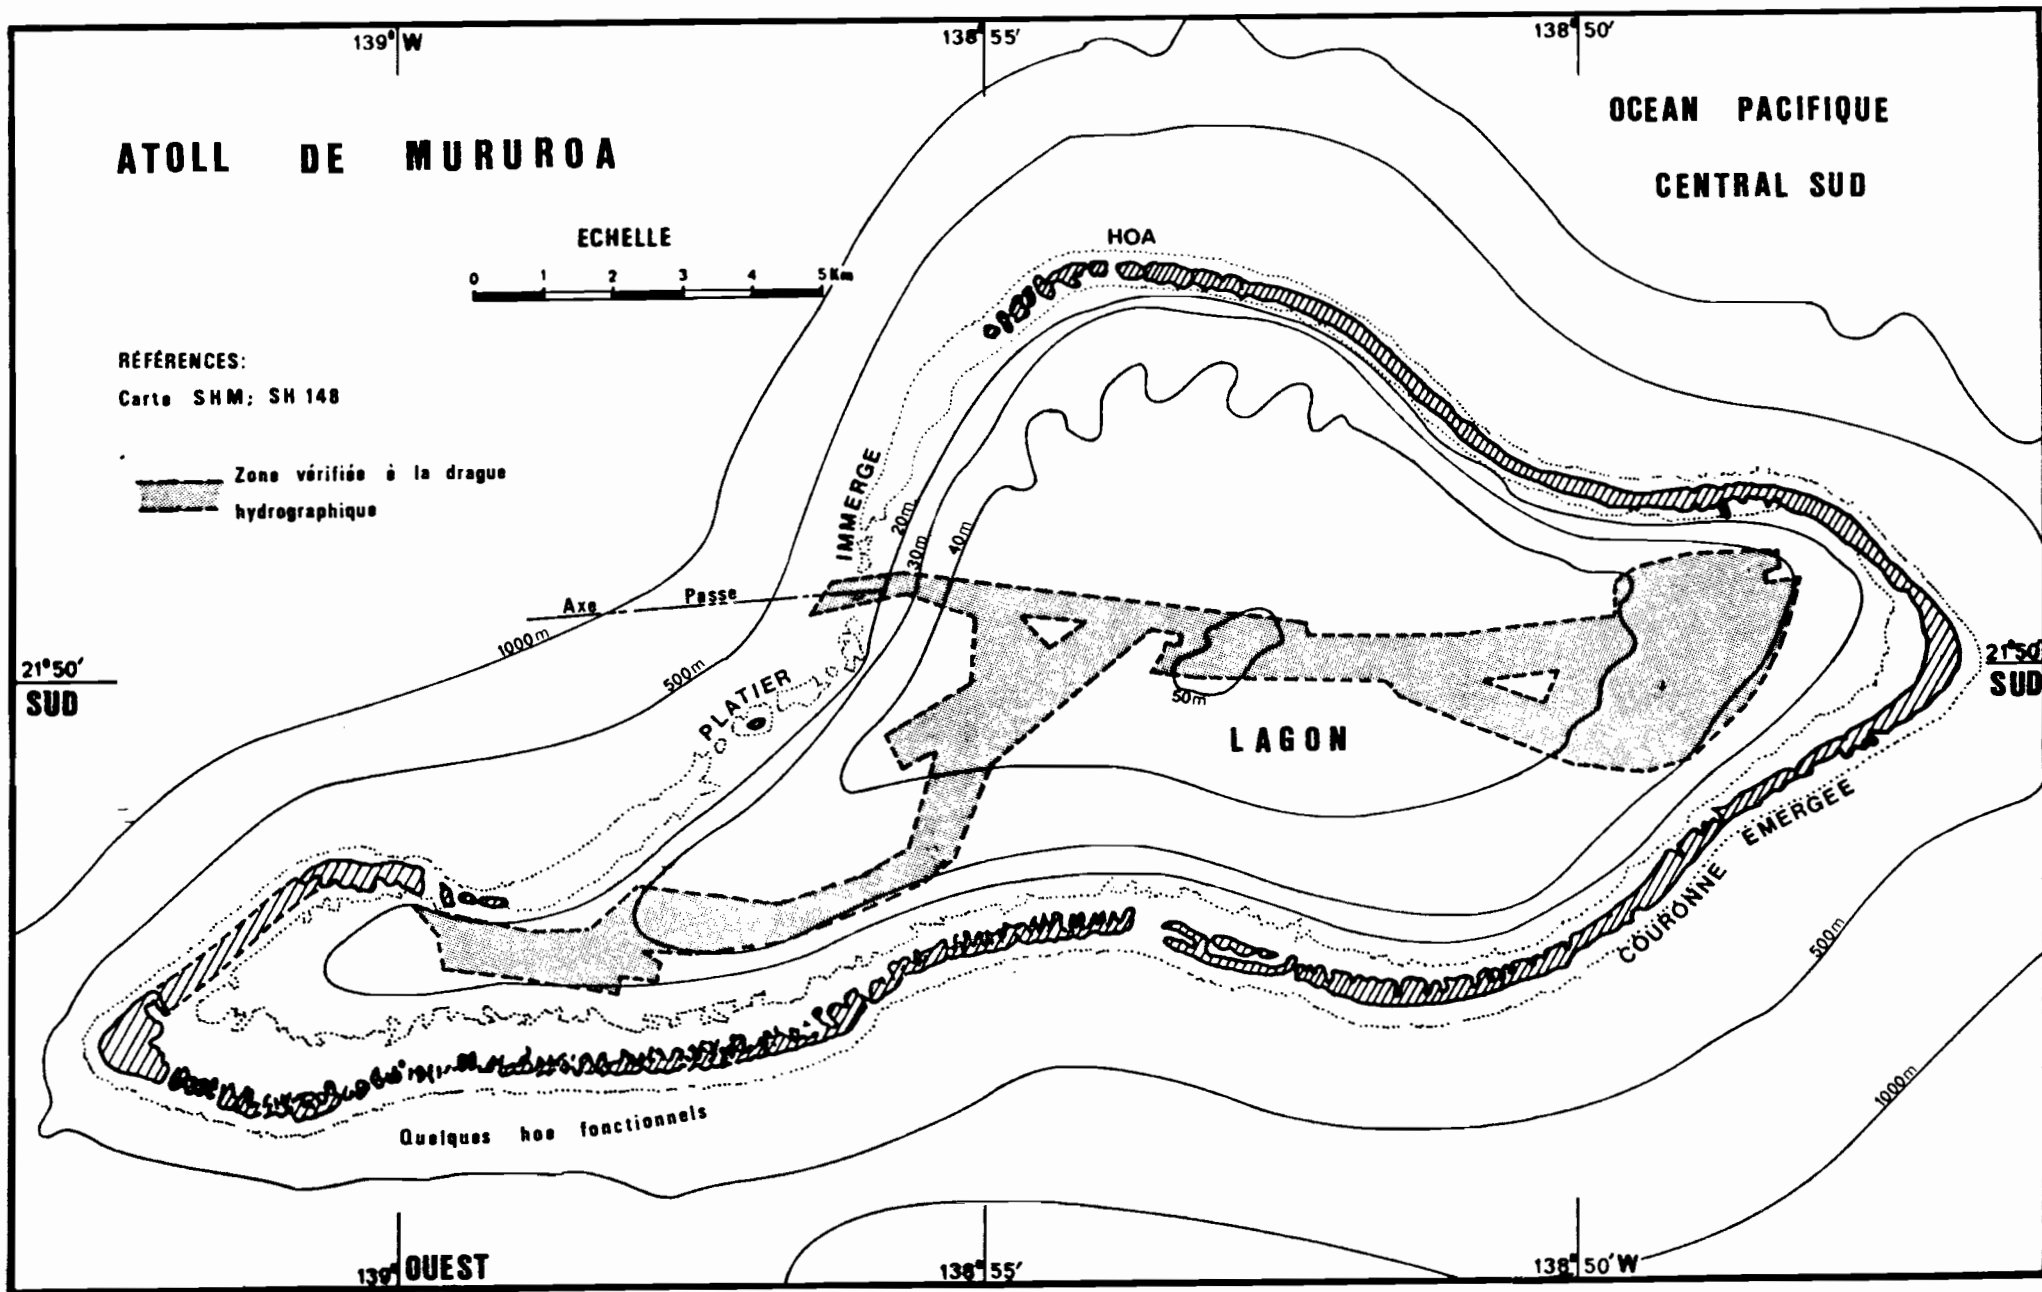 139° W
138°55'
138°50'
OCEAN PACIFIQUE
CENTRAL SUD
ATOLL DE MURUROA
ECHELLE
0 1 2 3 4 5 Km
HOA
RÉFÉRENCES:
Carte SHM; SH 148
Zone vérifiée à la drague
hydrographique
IMMERGE
20m
30m
40m
Axe Passe
1000m
500m
21°50'
SUD
21°50'
SUD
PLATIER
50m
LAGON
COURONNE EMERGEE
500m
1000m
Quelques hoe fonctionnels
139° OUEST
138°55'
138°50' W